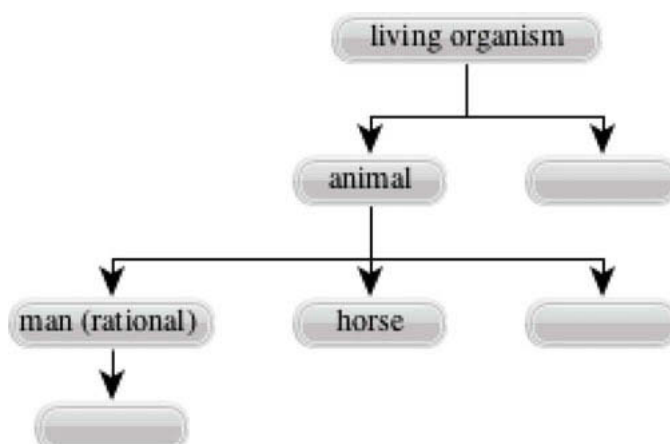 living organism
animal
man (rational)
horse